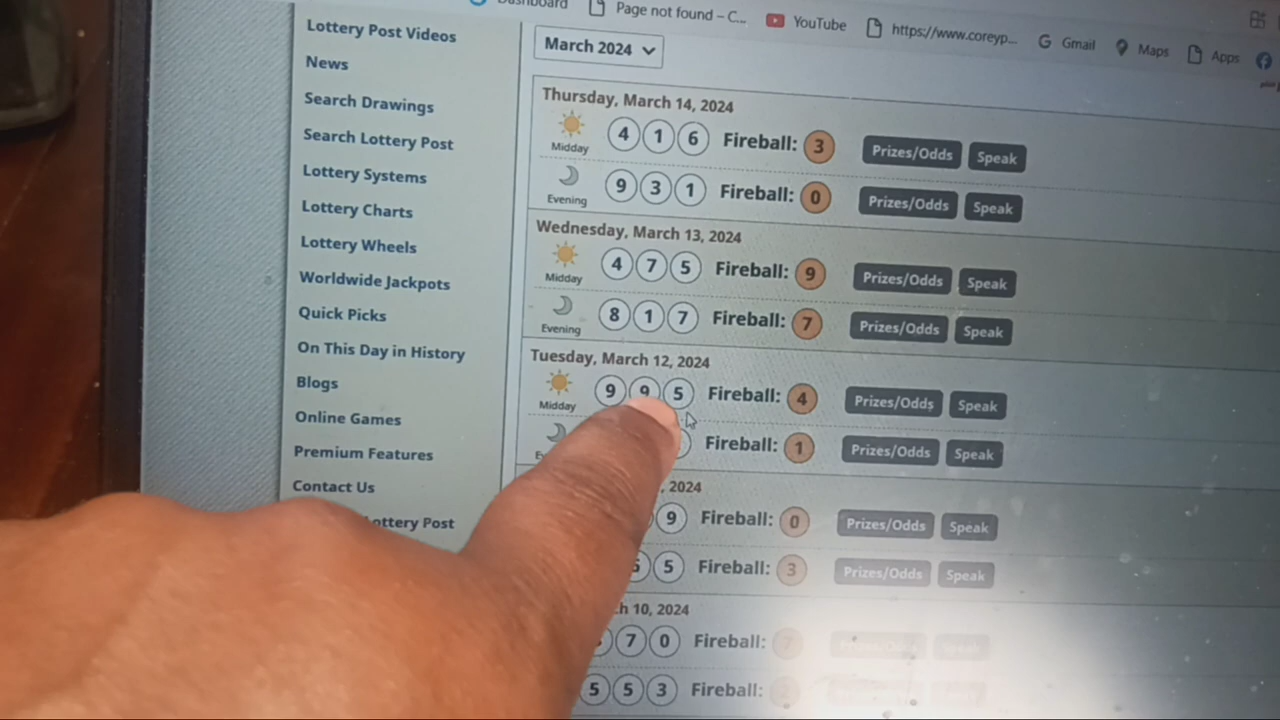 Dashboard
Page not found – C...
YouTube
https://www.coreyp...
Gmail
Maps
Apps
Lottery Post Videos
News
Search Drawings
Search Lottery Post
Lottery Systems
Lottery Charts
Lottery Wheels
Worldwide Jackpots
Quick Picks
On This Day in History
Blogs
Online Games
Premium Features
Contact Us
ottery Post
March 2024
Thursday, March 14, 2024
Midday 4 1 6 Fireball: 3 Prizes/Odds Speak
Evening 9 3 1 Fireball: 0 Prizes/Odds Speak
Wednesday, March 13, 2024
Midday 4 7 5 Fireball: 9 Prizes/Odds Speak
Evening 8 1 7 Fireball: 7 Prizes/Odds Speak
Tuesday, March 12, 2024
Midday 9 9 5 Fireball: 4 Prizes/Odds Speak
Fireball: 1 Prizes/Odds Speak
, 2024
9 Fireball: 0 Prizes/Odds Speak
5 Fireball: 3 Prizes/Odds Speak
ch 10, 2024
7 0 Fireball: 7
5 5 3 Fireball: